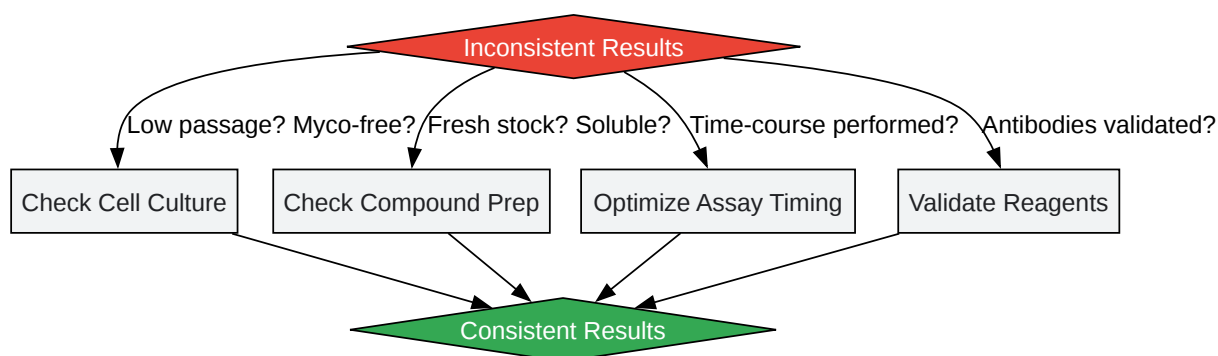 Inconsistent Results
Low passage? Myco-free?
Fresh stock? Soluble?
Time-course performed?
Antibodies validated?
Check Cell Culture
Check Compound Prep
Optimize Assay Timing
Validate Reagents
Consistent Results